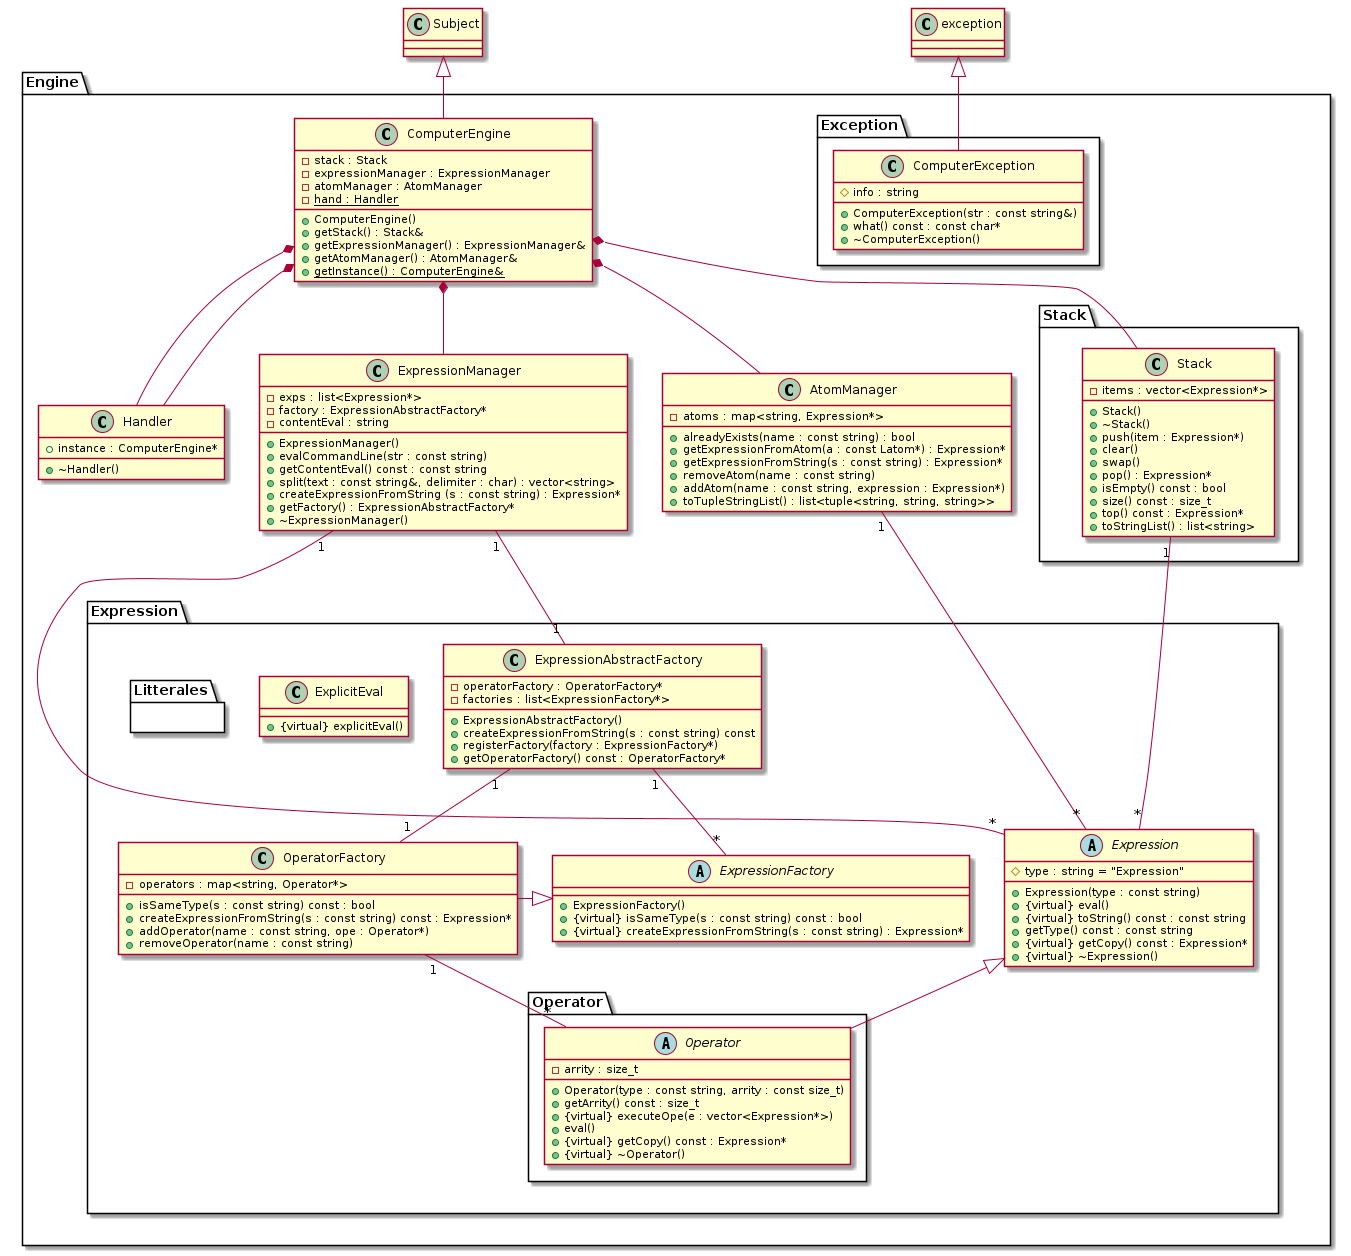 C Subject
C exception
Engine
C ComputerEngine
stack : Stack
expressionManager : ExpressionManager
atomManager : AtomManager
hand : Handler
ComputerEngine()
getStack() : Stack&
getExpressionManager() : ExpressionManager&
getAtomManager() : AtomManager&
getInstance() : ComputerEngine&
Exception
C ComputerException
info : string
ComputerException(str : const string&)
what() const : const char*
~ComputerException()
C Handler
instance : ComputerEngine*
~Handler()
C ExpressionManager
exps : list<Expression*>
factory : ExpressionAbstractFactory*
contentEval : string
ExpressionManager()
evalCommandLine(str : const string)
getContentEval() const : const string
split(text : const string&, delimiter : char) : vector<string>
createExpressionFromString (s : const string) : Expression*
getFactory() : ExpressionAbstractFactory*
~ExpressionManager()
C AtomManager
atoms : map<string, Expression*>
alreadyExists(name : const string) : bool
getExpressionFromAtom(a : const Latom*) : Expression*
getExpressionFromString(s : const string) : Expression*
removeAtom(name : const string)
addAtom(name : const string, expression : Expression*)
toTupleStringList() : list<tuple<string, string, string>>
Stack
C Stack
items : vector<Expression*>
Stack()
~Stack()
push(item : Expression*)
clear()
swap()
pop() : Expression*
isEmpty() const : bool
size() const : size_t
top() const : Expression*
toStringList() : list<string>
1
1
1
1
Expression
1
Litterales
C ExplicitEval
{virtual} explicitEval()
C ExpressionAbstractFactory
operatorFactory : OperatorFactory*
factories : list<ExpressionFactory*>
ExpressionAbstractFactory()
createExpressionFromString(s : const string) const
registerFactory(factory : ExpressionFactory*)
getOperatorFactory() const : OperatorFactory*
1
1
1
*
*
*
*
C OperatorFactory
operators : map<string, Operator*>
isSameType(s : const string) const : bool
createExpressionFromString(s : const string) const : Expression*
addOperator(name : const string, ope : Operator*)
removeOperator(name : const string)
A ExpressionFactory
ExpressionFactory()
{virtual} isSameType(s : const string) const : bool
{virtual} createExpressionFromString(s : const string) : Expression*
A Expression
type : string = "Expression"
Expression(type : const string)
{virtual} eval()
{virtual} toString() const : const string
getType() const : const string
{virtual} getCopy() const : Expression*
{virtual} ~Expression()
1
*
Operator
A Operator
arrity : size_t
Operator(type : const string, arrity : const size_t)
getArrity() const : size_t
{virtual} executeOpe(e : vector<Expression*>)
eval()
{virtual} getCopy() const : Expression*
{virtual} ~Operator()